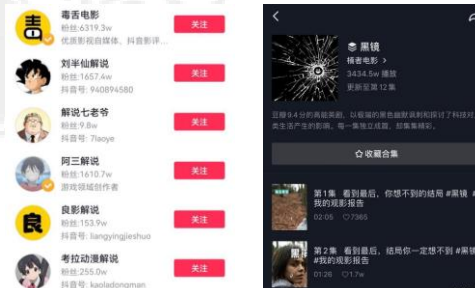 毒舌电影
粉丝:6319.3w
优质影视自媒体、抖音影评...
关注
刘半仙解说
粉丝:1657.4w
抖音号: 940894580
关注
解说七老爷
粉丝:9.8w
抖音号: 7laoye
关注
阿三解说
粉丝:1610.7w
游戏领域创作者
关注
良影解说
粉丝:153.9w
抖音号: liangyingjieshuo
关注
考拉动漫解说
粉丝:255.0w
抖音号: kaoladongman
关注
黑镜
楠者电影 >
3434.5w 播放
更新至第12集
豆瓣9.4分的高能美剧，以极端的黑色幽默讽刺和探讨了科技对
类生活产生的影响，每一集独立成篇，部集集精彩。
☆收藏合集
第1集 看到最后，你想不到的结局 #黑镜 #
我的观影报告
02:05 ♡7365
第2集 看到最后，结局你一定想不到 #黑镜
#我的观影报告
01:26 ♡1.7w